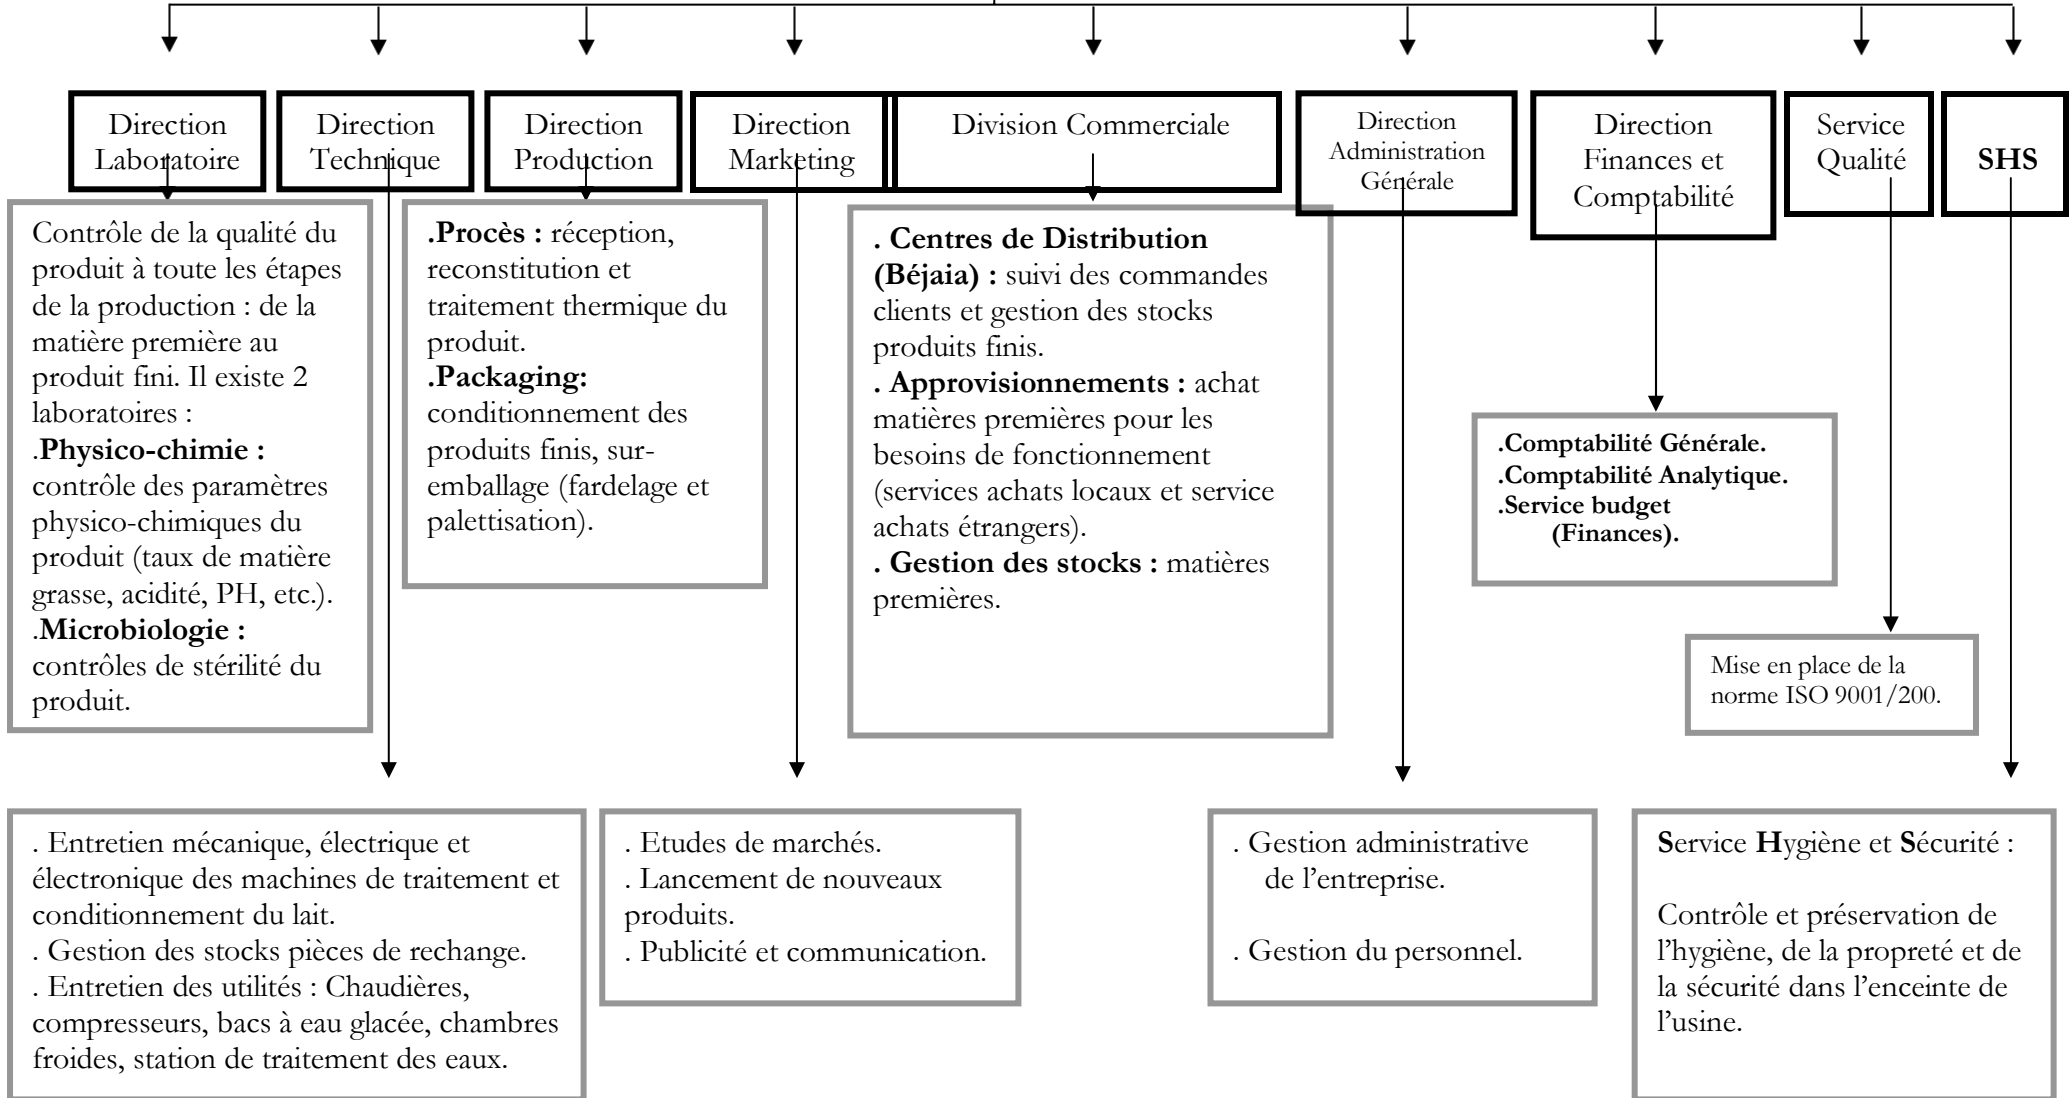 Direction
Laboratoire
Direction
Technique
Direction
Production
Direction
Marketing
Division Commerciale
Direction
Administration
Générale
Direction
Finances et
Comptabilité
Service
Qualité
SHS
Contrôle de la qualité du
produit à toute les étapes
de la production : de la
matière première au
produit fini. Il existe 2
laboratoires :
.Physico-chimie :
contrôle des paramètres
physico-chimiques du
produit (taux de matière
grasse, acidité, PH, etc.).
.Microbiologie :
contrôles de stérilité du
produit.
.Procès : réception,
reconstitution et
traitement thermique du
produit.
.Packaging:
conditionnement des
produits finis, sur-
emballage (fardelage et
palettisation).
. Centres de Distribution
(Béjaia) : suivi des commandes
clients et gestion des stocks
produits finis.
. Approvisionnements : achat
matières premières pour les
besoins de fonctionnement
(services achats locaux et service
achats étrangers).
. Gestion des stocks : matières
premières.
.Comptabilité Générale.
.Comptabilité Analytique.
.Service budget
(Finances).
Mise en place de la
norme ISO 9001/200.
. Entretien mécanique, électrique et
électronique des machines de traitement et
conditionnement du lait.
. Gestion des stocks pièces de rechange.
. Entretien des utilités : Chaudières,
compresseurs, bacs à eau glacée, chambres
froides, station de traitement des eaux.
. Etudes de marchés.
. Lancement de nouveaux
produits.
. Publicité et communication.
. Gestion administrative
de l’entreprise.
. Gestion du personnel.
Service Hygiène et Sécurité :
Contrôle et préservation de
l’hygiène, de la propreté et de
la sécurité dans l’enceinte de
l’usine.